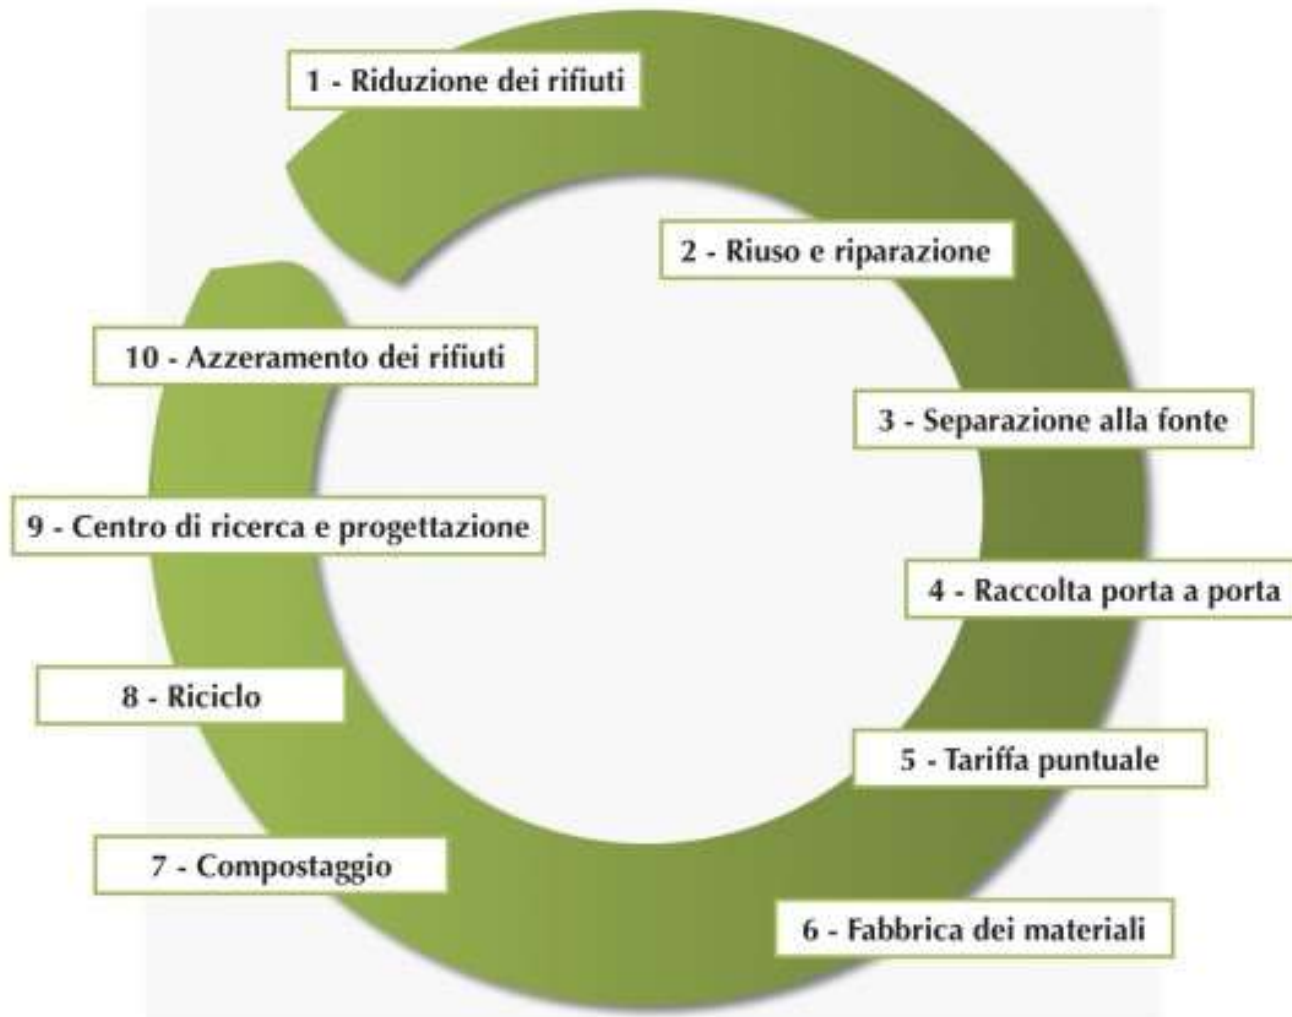 1 - Riduzione dei rifiuti
2 - Riuso e riparazione
3 - Separazione alla fonte
4 - Raccolta porta a porta
5 - Tariffa puntuale
6 - Fabbrica dei materiali
7 - Compostaggio
8 - Riciclo
9 - Centro di ricerca e progettazione
10 - Azzeramento dei rifiuti